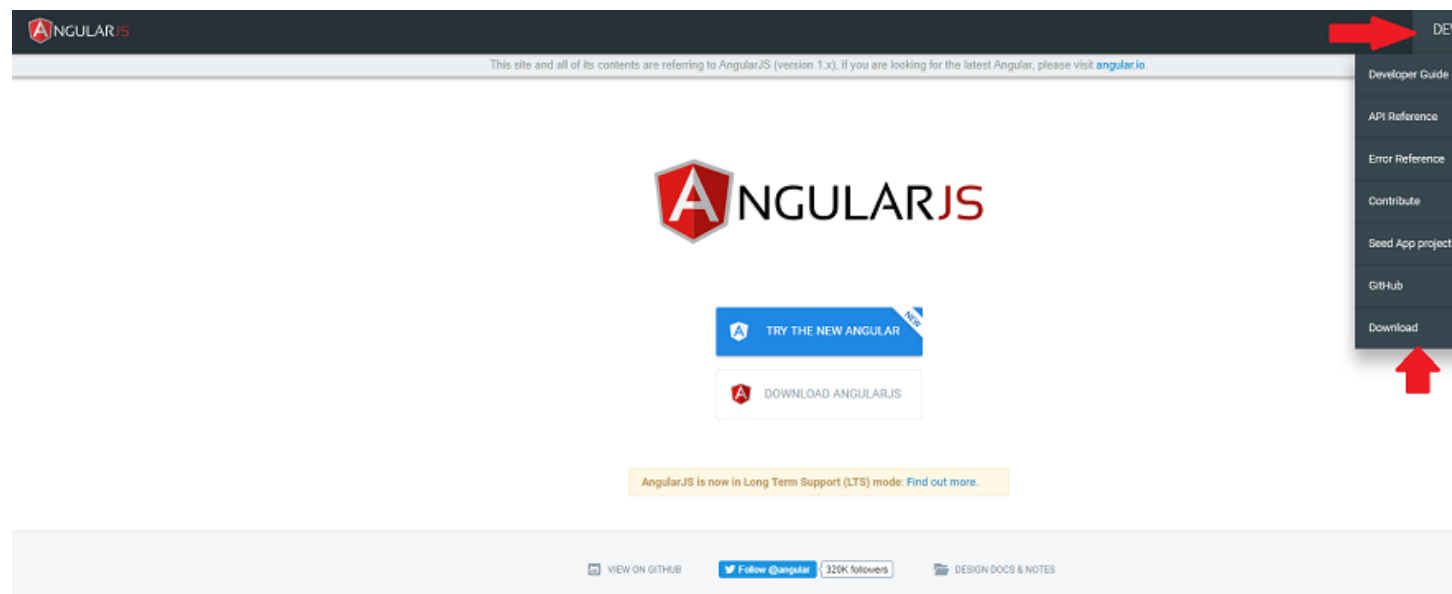 ANGULARJS
DEV
This site and all of its contents are referring to AngularJS (version 1.x), if you are looking for the latest Angular, please visit angular.io.
Developer Guide
API Reference
Error Reference
Contribute
Seed App project
GitHub
Download
ANGULARJS
TRY THE NEW ANGULAR
NEW
DOWNLOAD ANGULARJS
AngularJS is now in Long Term Support (LTS) mode: Find out more.
VIEW ON GITHUB
Follow @angular
320K followers
DESIGN DOCS & NOTES